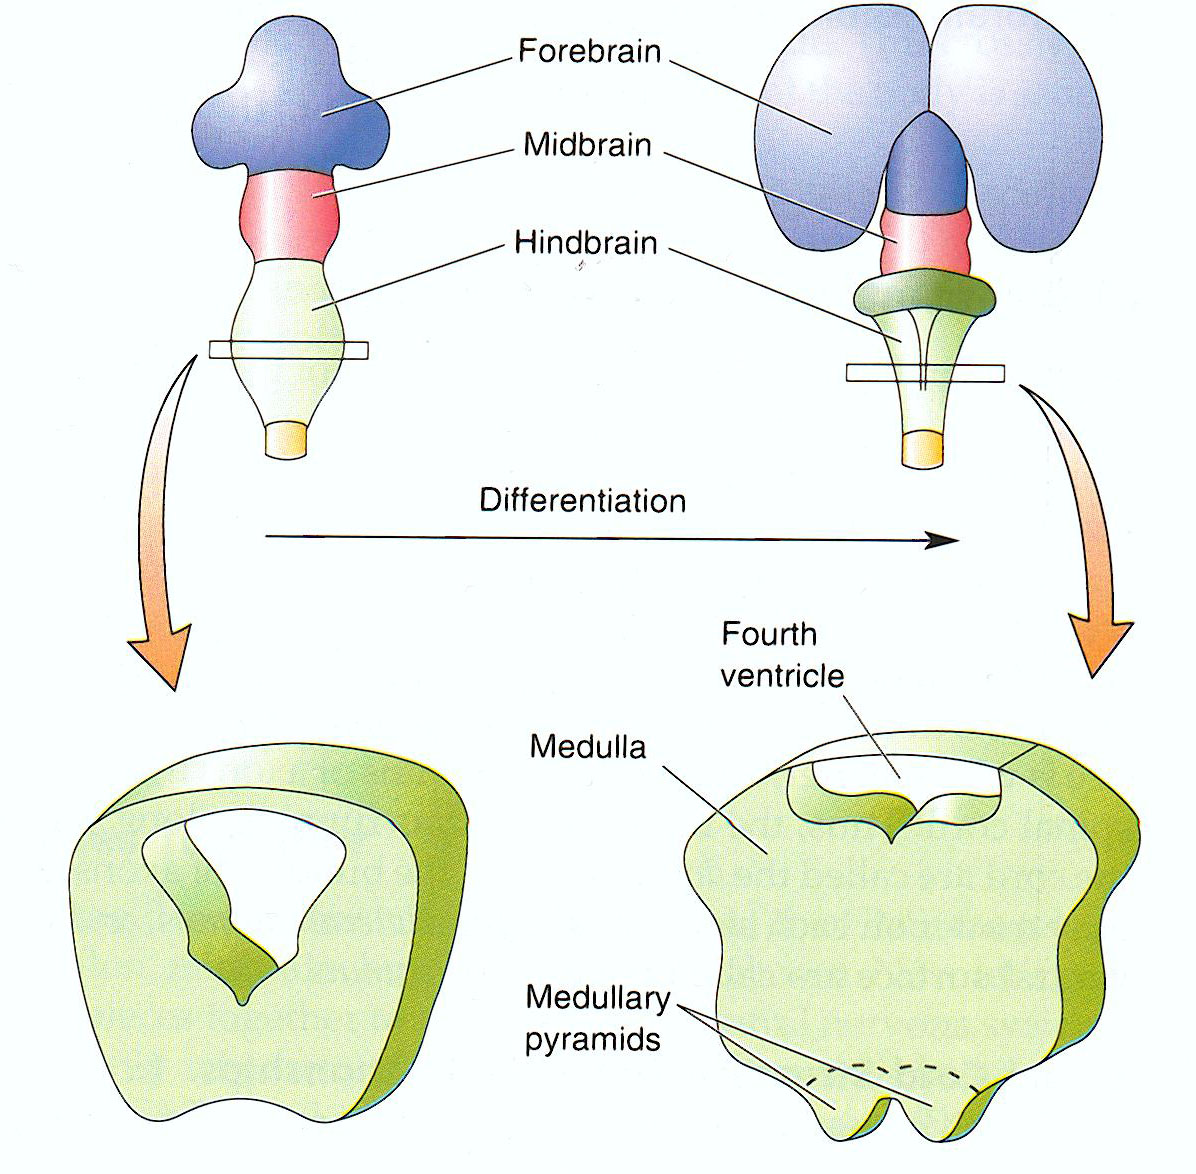 Forebrain
Midbrain
Hindbrain
Differentiation
Fourth
ventricle
Medulla
Medullary
pyramids